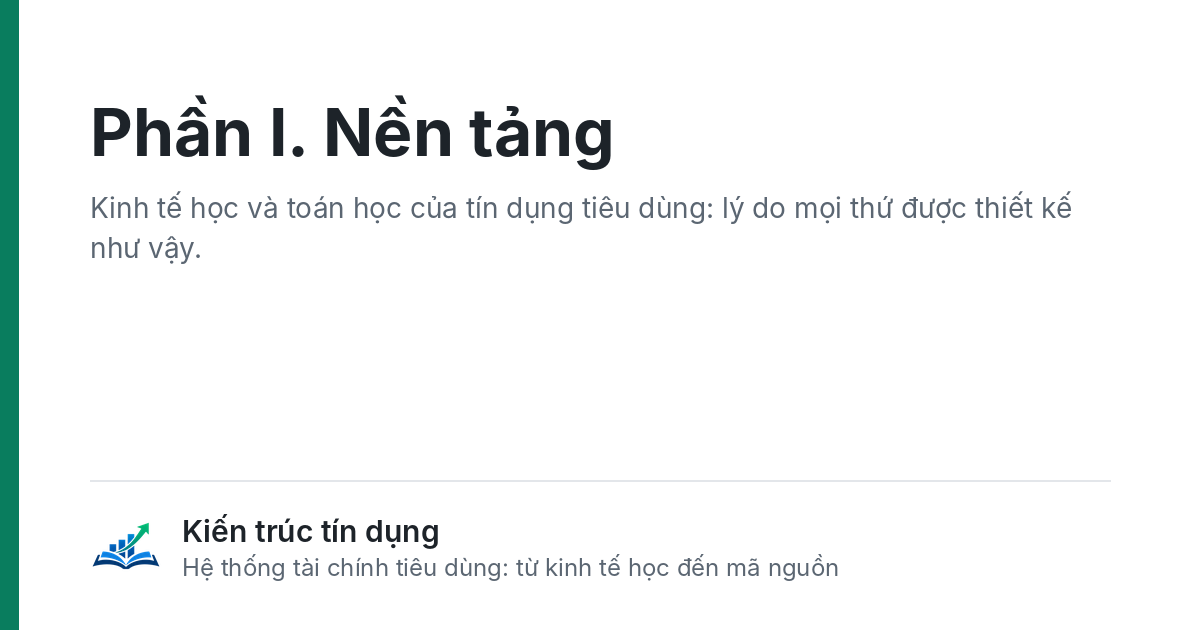 Phần I. Nền tảng
Kinh tế học và toán học của tín dụng tiêu dùng: lý do mọi thứ được thiết kế
như vậy.
Kiến trúc tín dụng
Hệ thống tài chính tiêu dùng: từ kinh tế học đến mã nguồn